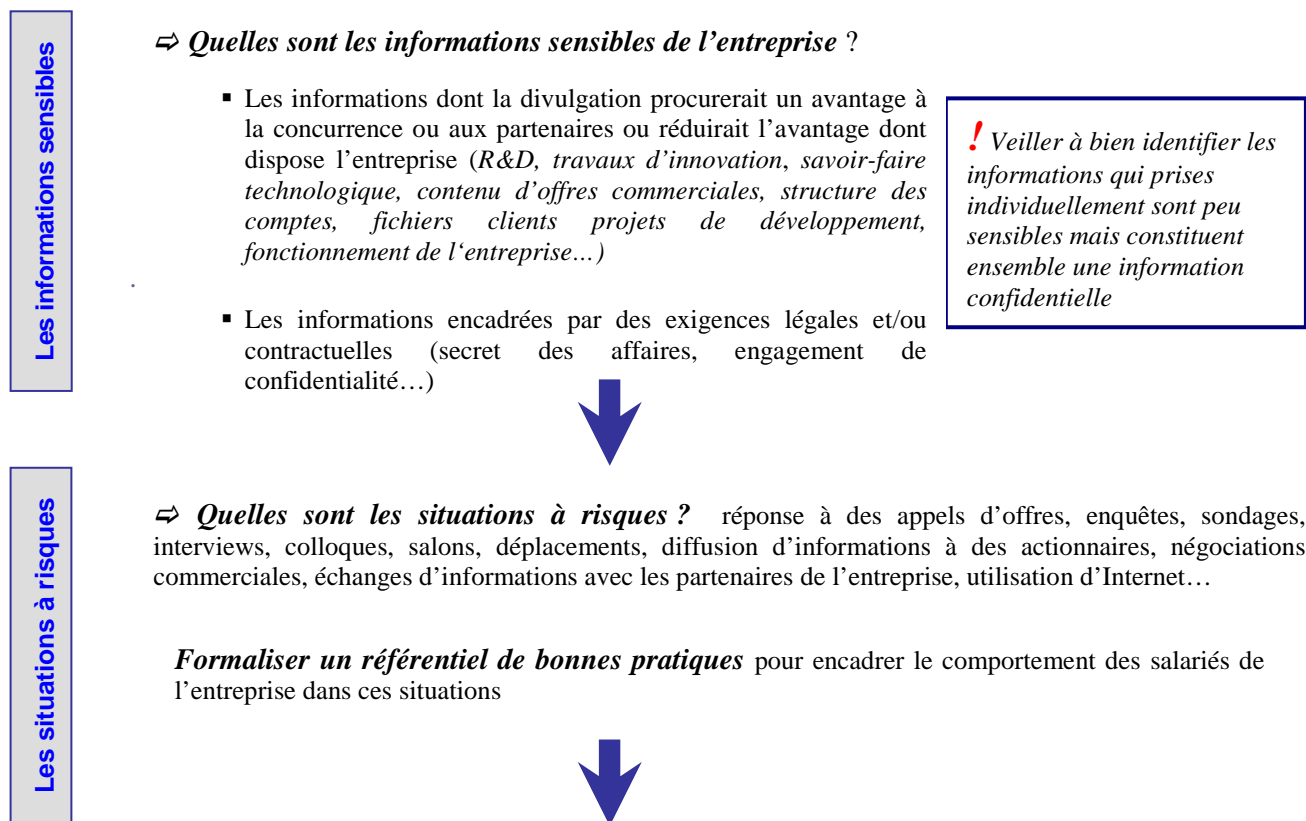 Les informations sensibles
⇨ Quelles sont les informations sensibles de l’entreprise ?
▪ Les informations dont la divulgation procurerait un avantage à
la concurrence ou aux partenaires ou réduirait l’avantage dont
dispose l’entreprise (R&D, travaux d’innovation, savoir-faire
technologique, contenu d’offres commerciales, structure des
comptes, fichiers clients projets de développement,
fonctionnement de l‘entreprise…)
▪ Les informations encadrées par des exigences légales et/ou
contractuelles (secret des affaires, engagement de
confidentialité…)
! Veiller à bien identifier les
informations qui prises
individuellement sont peu
sensibles mais constituent
ensemble une information
confidentielle
Les situations à risques
⇨ Quelles sont les situations à risques ? réponse à des appels d’offres, enquêtes, sondages,
interviews, colloques, salons, déplacements, diffusion d’informations à des actionnaires, négociations
commerciales, échanges d’informations avec les partenaires de l’entreprise, utilisation d’Internet…
Formaliser un référentiel de bonnes pratiques pour encadrer le comportement des salariés de
l’entreprise dans ces situations